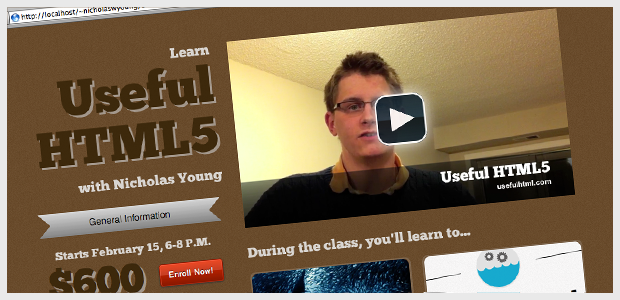 http://localhost/~nicholaswyoung/
Learn
Useful
HTML5
with Nicholas Young
General Information
Starts February 15, 6-8 P.M.
$600
Enroll Now!
Useful HTML5
usefulhtml.com
During the class, you'll learn to...